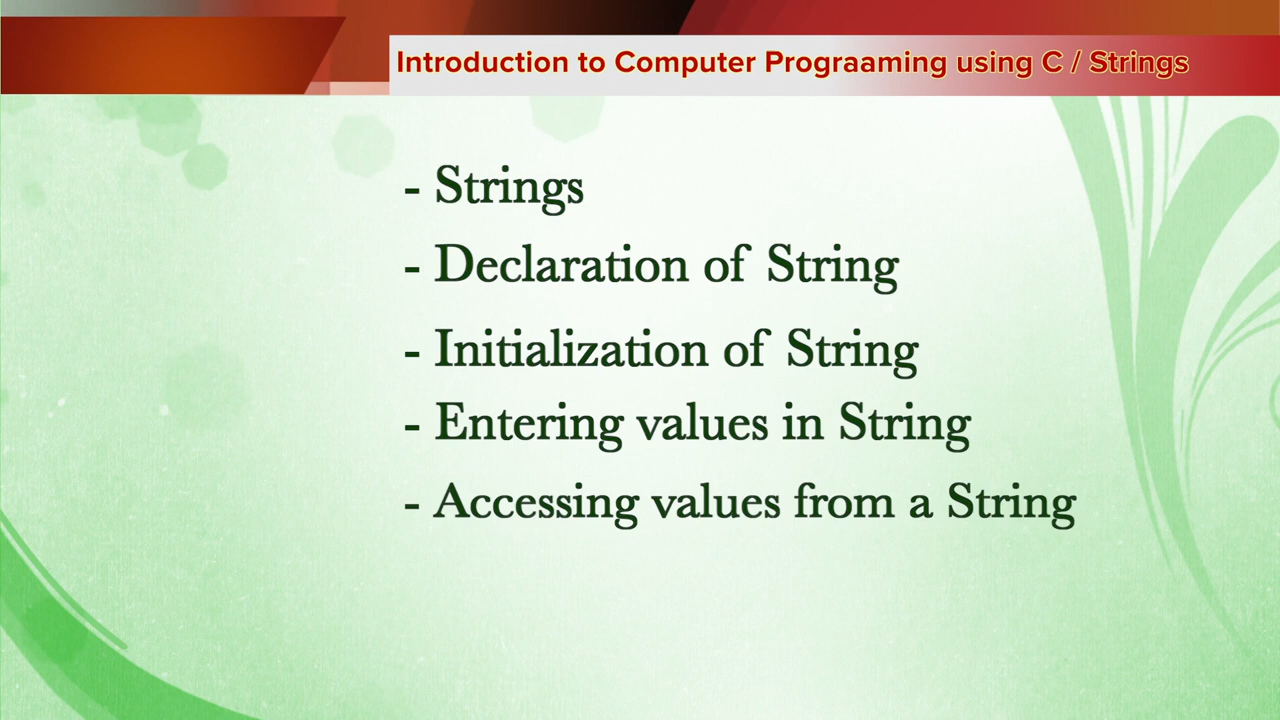 Introduction to Computer Prograaming using C / Strings
- Strings
- Declaration of String
- Initialization of String
- Entering values in String
- Accessing values from a String